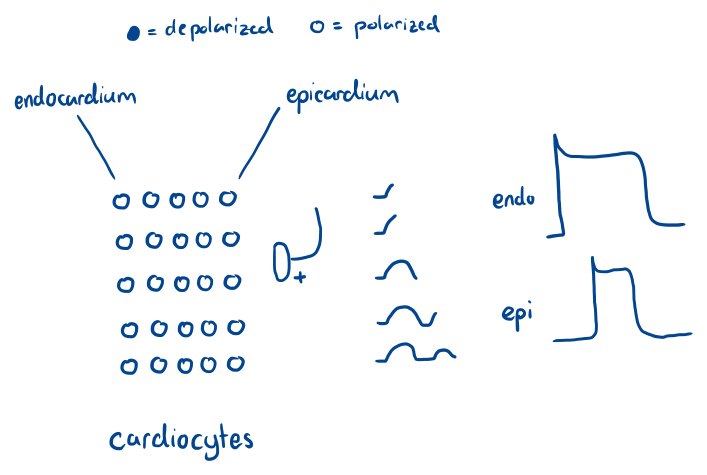 = depolarized = polarized
endocardium
epicardium
endo
+
epi
cardiocytes